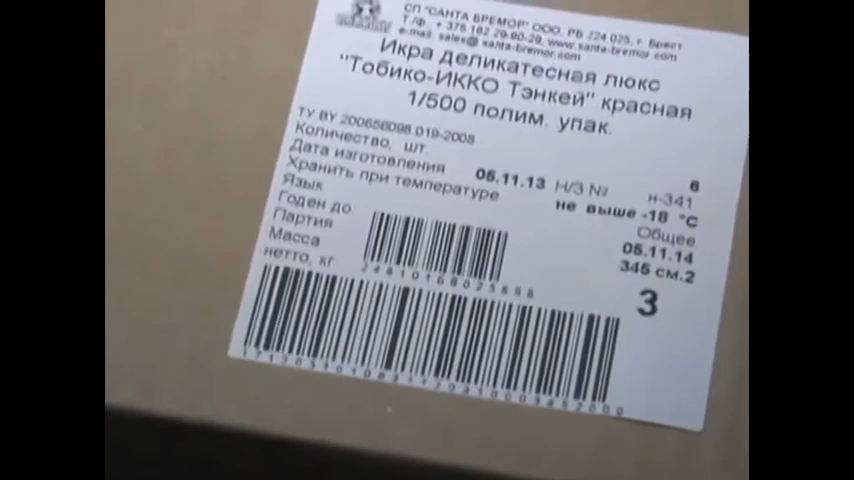 СП "САНТА БРЕМОР" ООО, РБ 224 025, г. Брест
Т/ф. + 375 162 29-90-29, www.santa-bremor.com
e-mail. sales@ santa-bremor.com
Икра деликатесная люкс
"Тобико-ИККО Тэнкей" красная
1/500 полим. упак.
ТУ BY 200656098.019-2008
Количество, шт. 6
Дата изготовления 05.11.13 Н/З № н-341
Хранить при температуре не выше -18 °C
Язык Общее
Годен до 05.11.14
Партия 345 см.2
Масса
нетто, кг 3